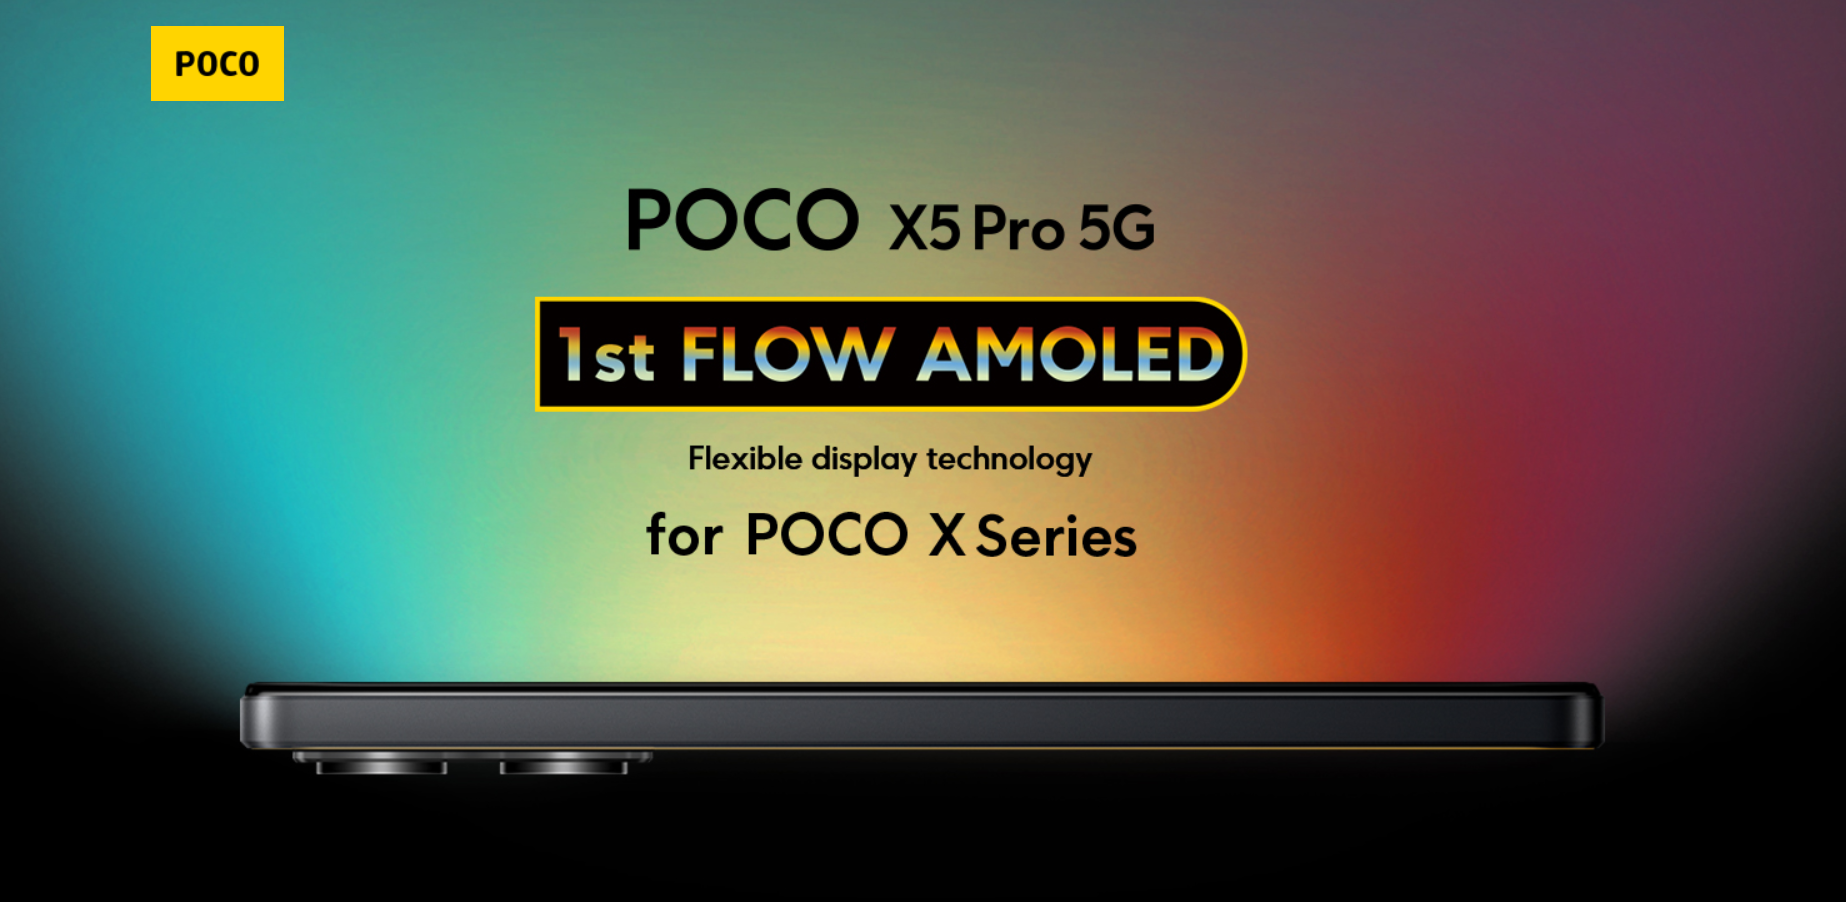 POCO
POCO X5 Pro 5G
1st FLOW AMOLED
Flexible display technology
for POCO X Series